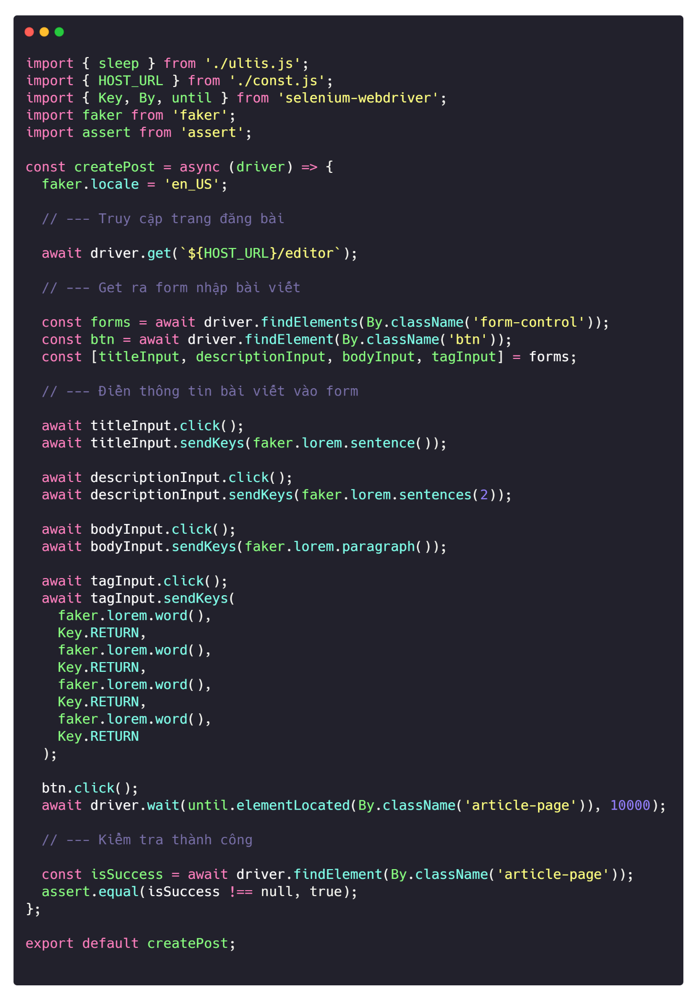 import { sleep } from './ultis.js';
import { HOST_URL } from './const.js';
import { Key, By, until } from 'selenium-webdriver';
import faker from 'faker';
import assert from 'assert';

const createPost = async (driver) => {
  faker.locale = 'en_US';

  // --- Truy cập trang đăng bài

  await driver.get(`${HOST_URL}/editor`);

  // --- Get ra form nhập bài viết

  const forms = await driver.findElements(By.className('form-control'));
  const btn = await driver.findElement(By.className('btn'));
  const [titleInput, descriptionInput, bodyInput, tagInput] = forms;

  // --- Điền thông tin bài viết vào form

  await titleInput.click();
  await titleInput.sendKeys(faker.lorem.sentence());

  await descriptionInput.click();
  await descriptionInput.sendKeys(faker.lorem.sentences(2));

  await bodyInput.click();
  await bodyInput.sendKeys(faker.lorem.paragraph());

  await tagInput.click();
  await tagInput.sendKeys(
    faker.lorem.word(),
    Key.RETURN,
    faker.lorem.word(),
    Key.RETURN,
    faker.lorem.word(),
    Key.RETURN,
    faker.lorem.word(),
    Key.RETURN
  );

  btn.click();
  await driver.wait(until.elementLocated(By.className('article-page')), 10000);

  // --- Kiểm tra thành công

  const isSuccess = await driver.findElement(By.className('article-page'));
  assert.equal(isSuccess !== null, true);
};

export default createPost;